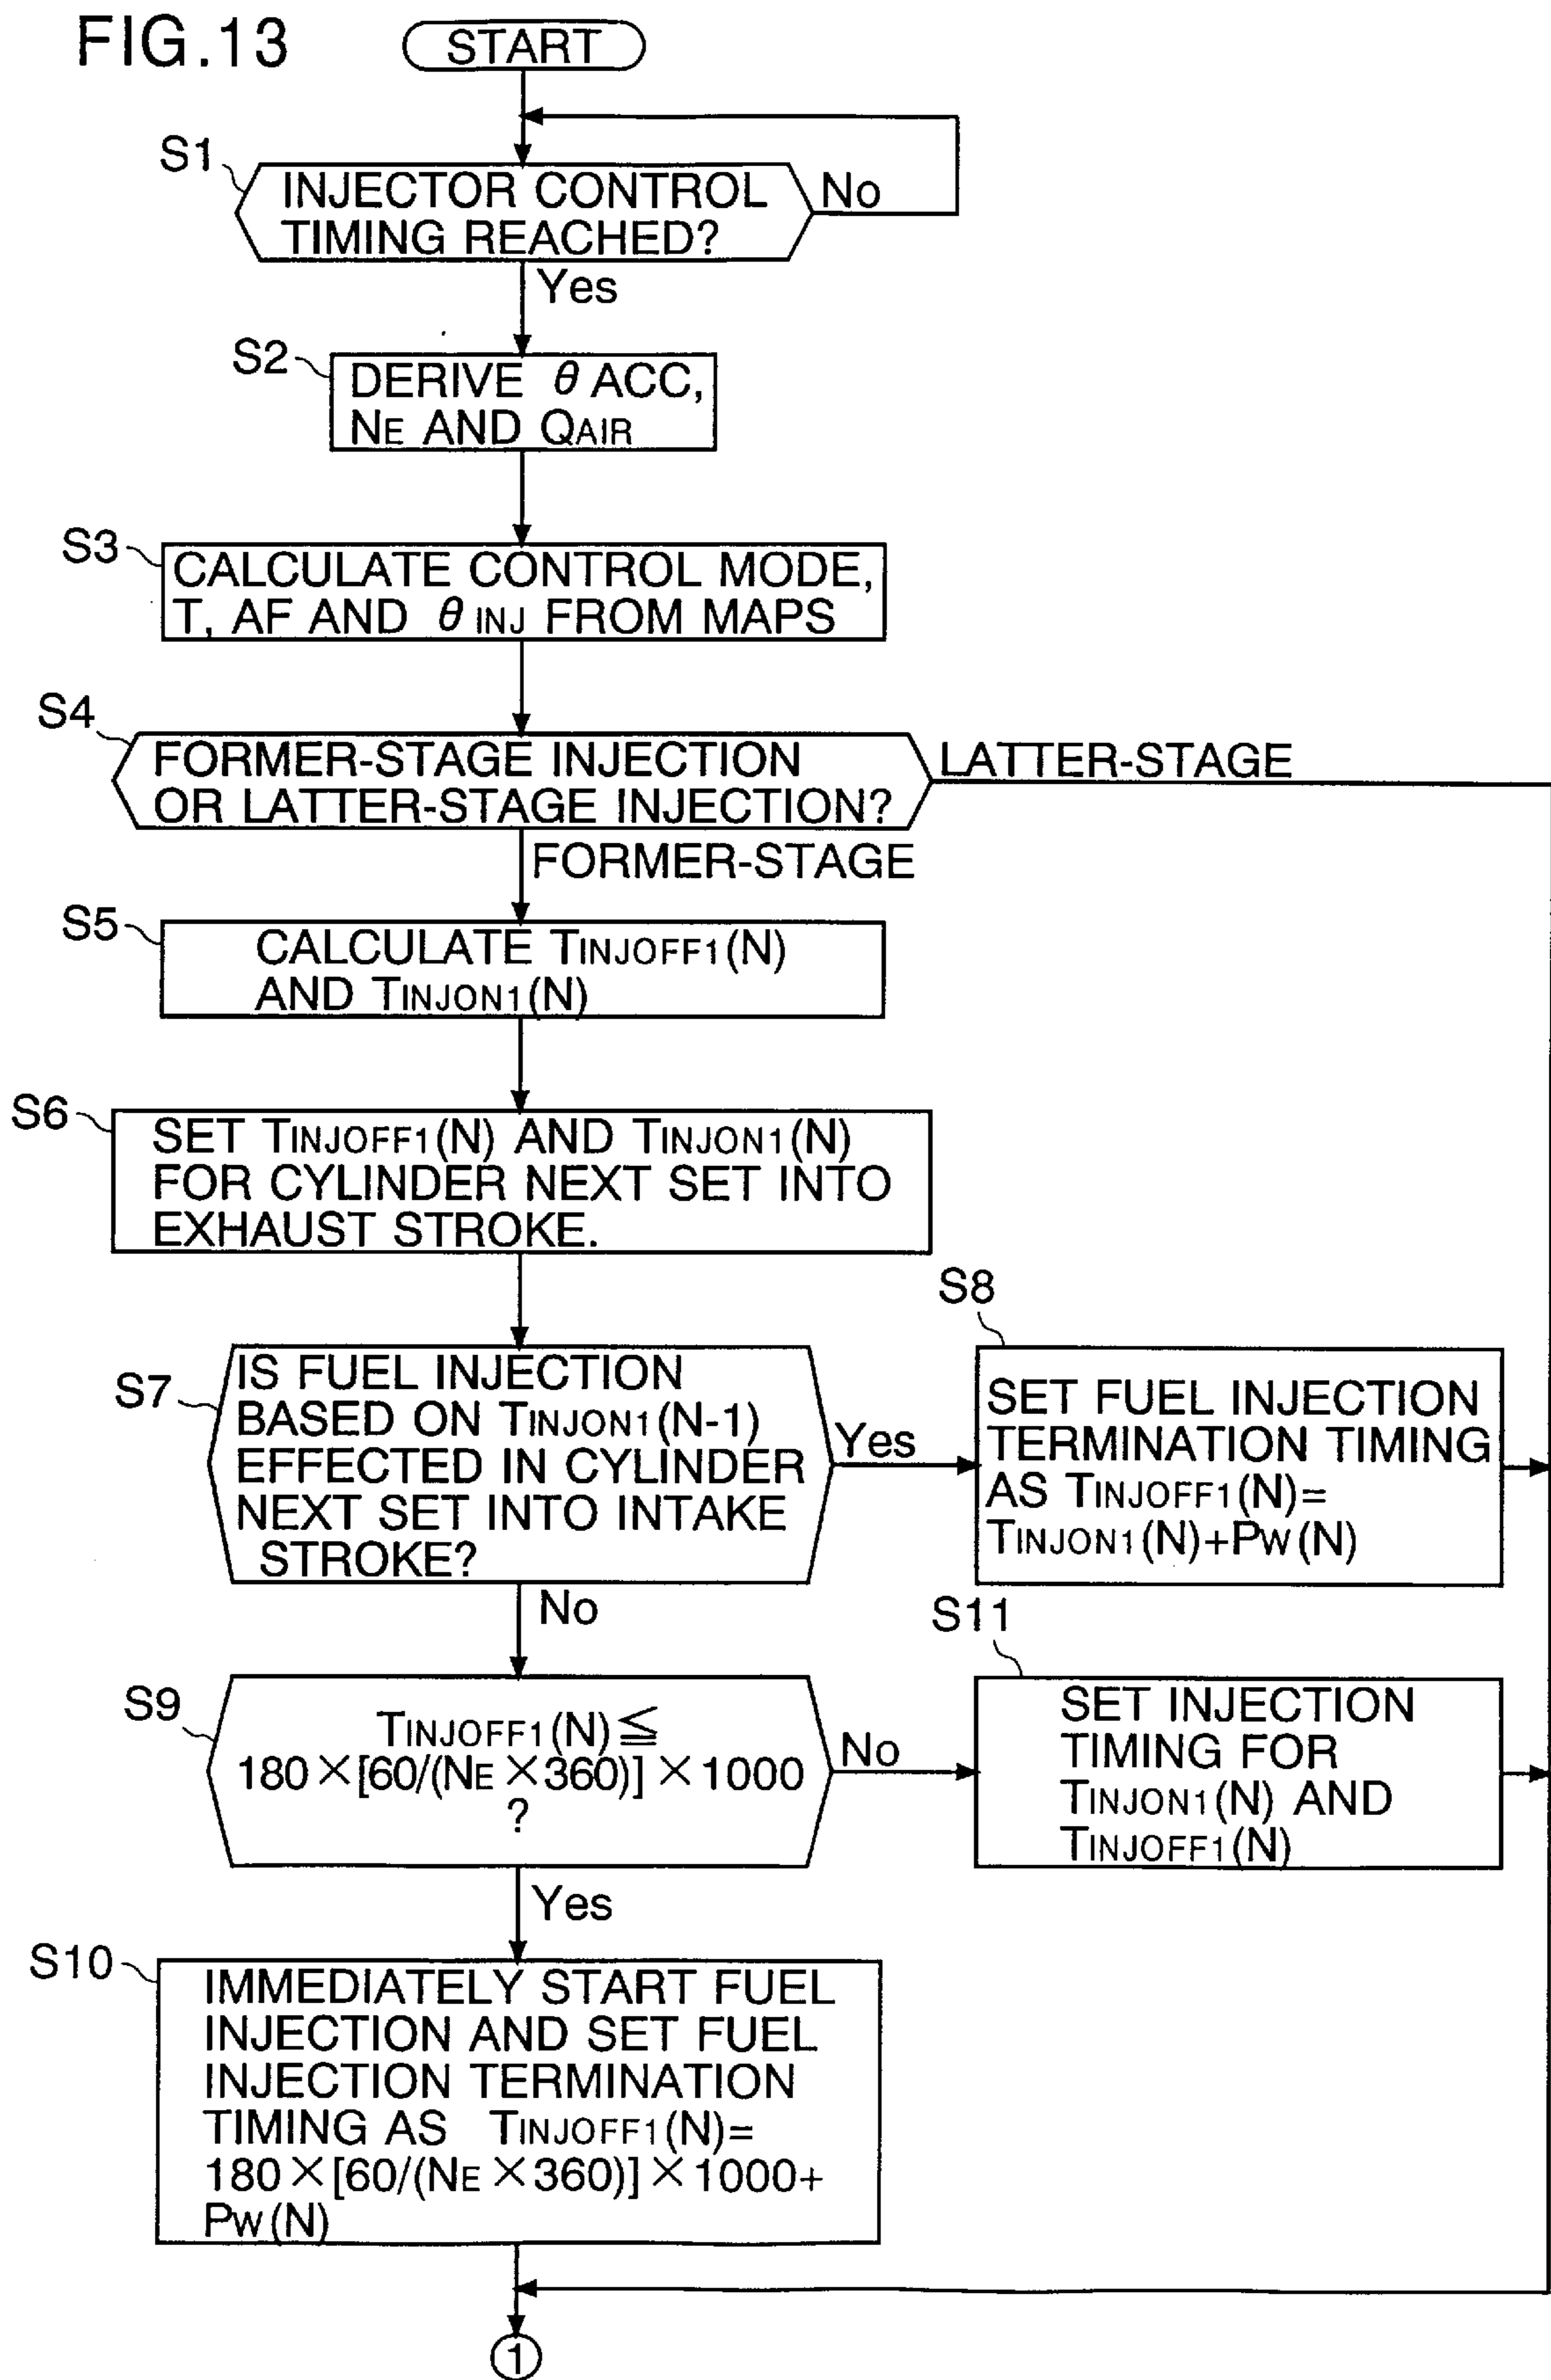 FIG.13
START
S1
INJECTOR CONTROL
TIMING REACHED?
No
Yes
S2
DERIVE θ ACC,
NE AND QAIR
S3
CALCULATE CONTROL MODE,
T, AF AND θ INJ FROM MAPS
S4
FORMER-STAGE INJECTION
OR LATTER-STAGE INJECTION?
LATTER-STAGE
FORMER-STAGE
S5
CALCULATE TINJOFF1(N)
AND TINJON1(N)
S6
SET TINJOFF1(N) AND TINJON1(N)
FOR CYLINDER NEXT SET INTO
EXHAUST STROKE.
S7
IS FUEL INJECTION
BASED ON TINJON1(N-1)
EFFECTED IN CYLINDER
NEXT SET INTO INTAKE
STROKE?
Yes
S8
SET FUEL INJECTION
TERMINATION TIMING
AS TINJOFF1(N)=
TINJON1(N)+PW(N)
No
S9
TINJOFF1(N)≦
180×[60/(NE×360)]×1000
?
No
S11
SET INJECTION
TIMING FOR
TINJON1(N) AND
TINJOFF1(N)
Yes
S10
IMMEDIATELY START FUEL
INJECTION AND SET FUEL
INJECTION TERMINATION
TIMING AS TINJOFF1(N)=
180×[60/(NE×360)]×1000+
PW(N)
1